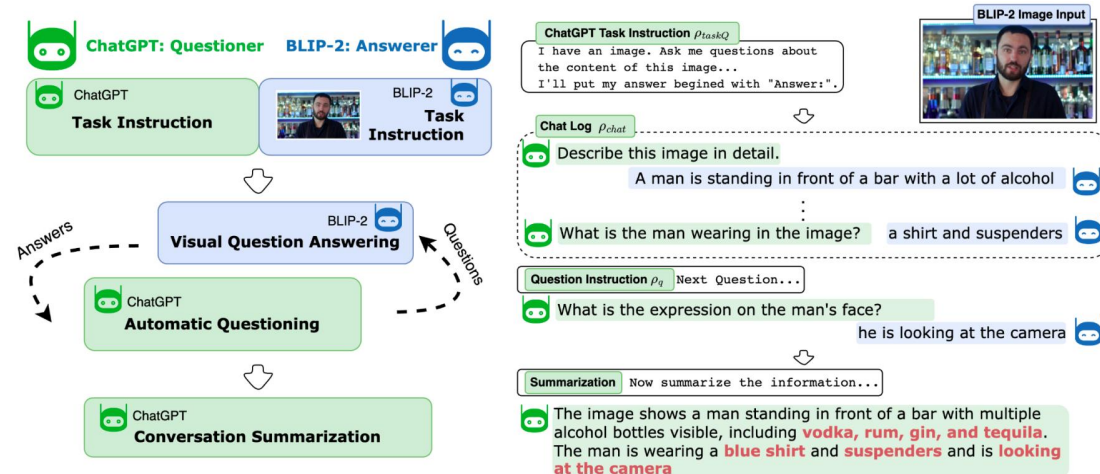 ChatGPT: Questioner
BLIP-2: Answerer
ChatGPT
Task Instruction
BLIP-2
Task
Instruction
BLIP-2
Visual Question Answering
Answers
Questions
ChatGPT
Automatic Questioning
ChatGPT
Conversation Summarization
BLIP-2 Image Input
ChatGPT Task Instruction ρtaskQ
I have an image. Ask me questions about
the content of this image...
I'll put my answer begined with "Answer:".
Chat Log ρchat
Describe this image in detail.
A man is standing in front of a bar with a lot of alcohol
What is the man wearing in the image?
a shirt and suspenders
Question Instruction ρq Next Question...
What is the expression on the man's face?
he is looking at the camera
Summarization Now summarize the information...
The image shows a man standing in front of a bar with multiple
alcohol bottles visible, including vodka, rum, gin, and tequila.
The man is wearing a blue shirt and suspenders and is looking
at the camera